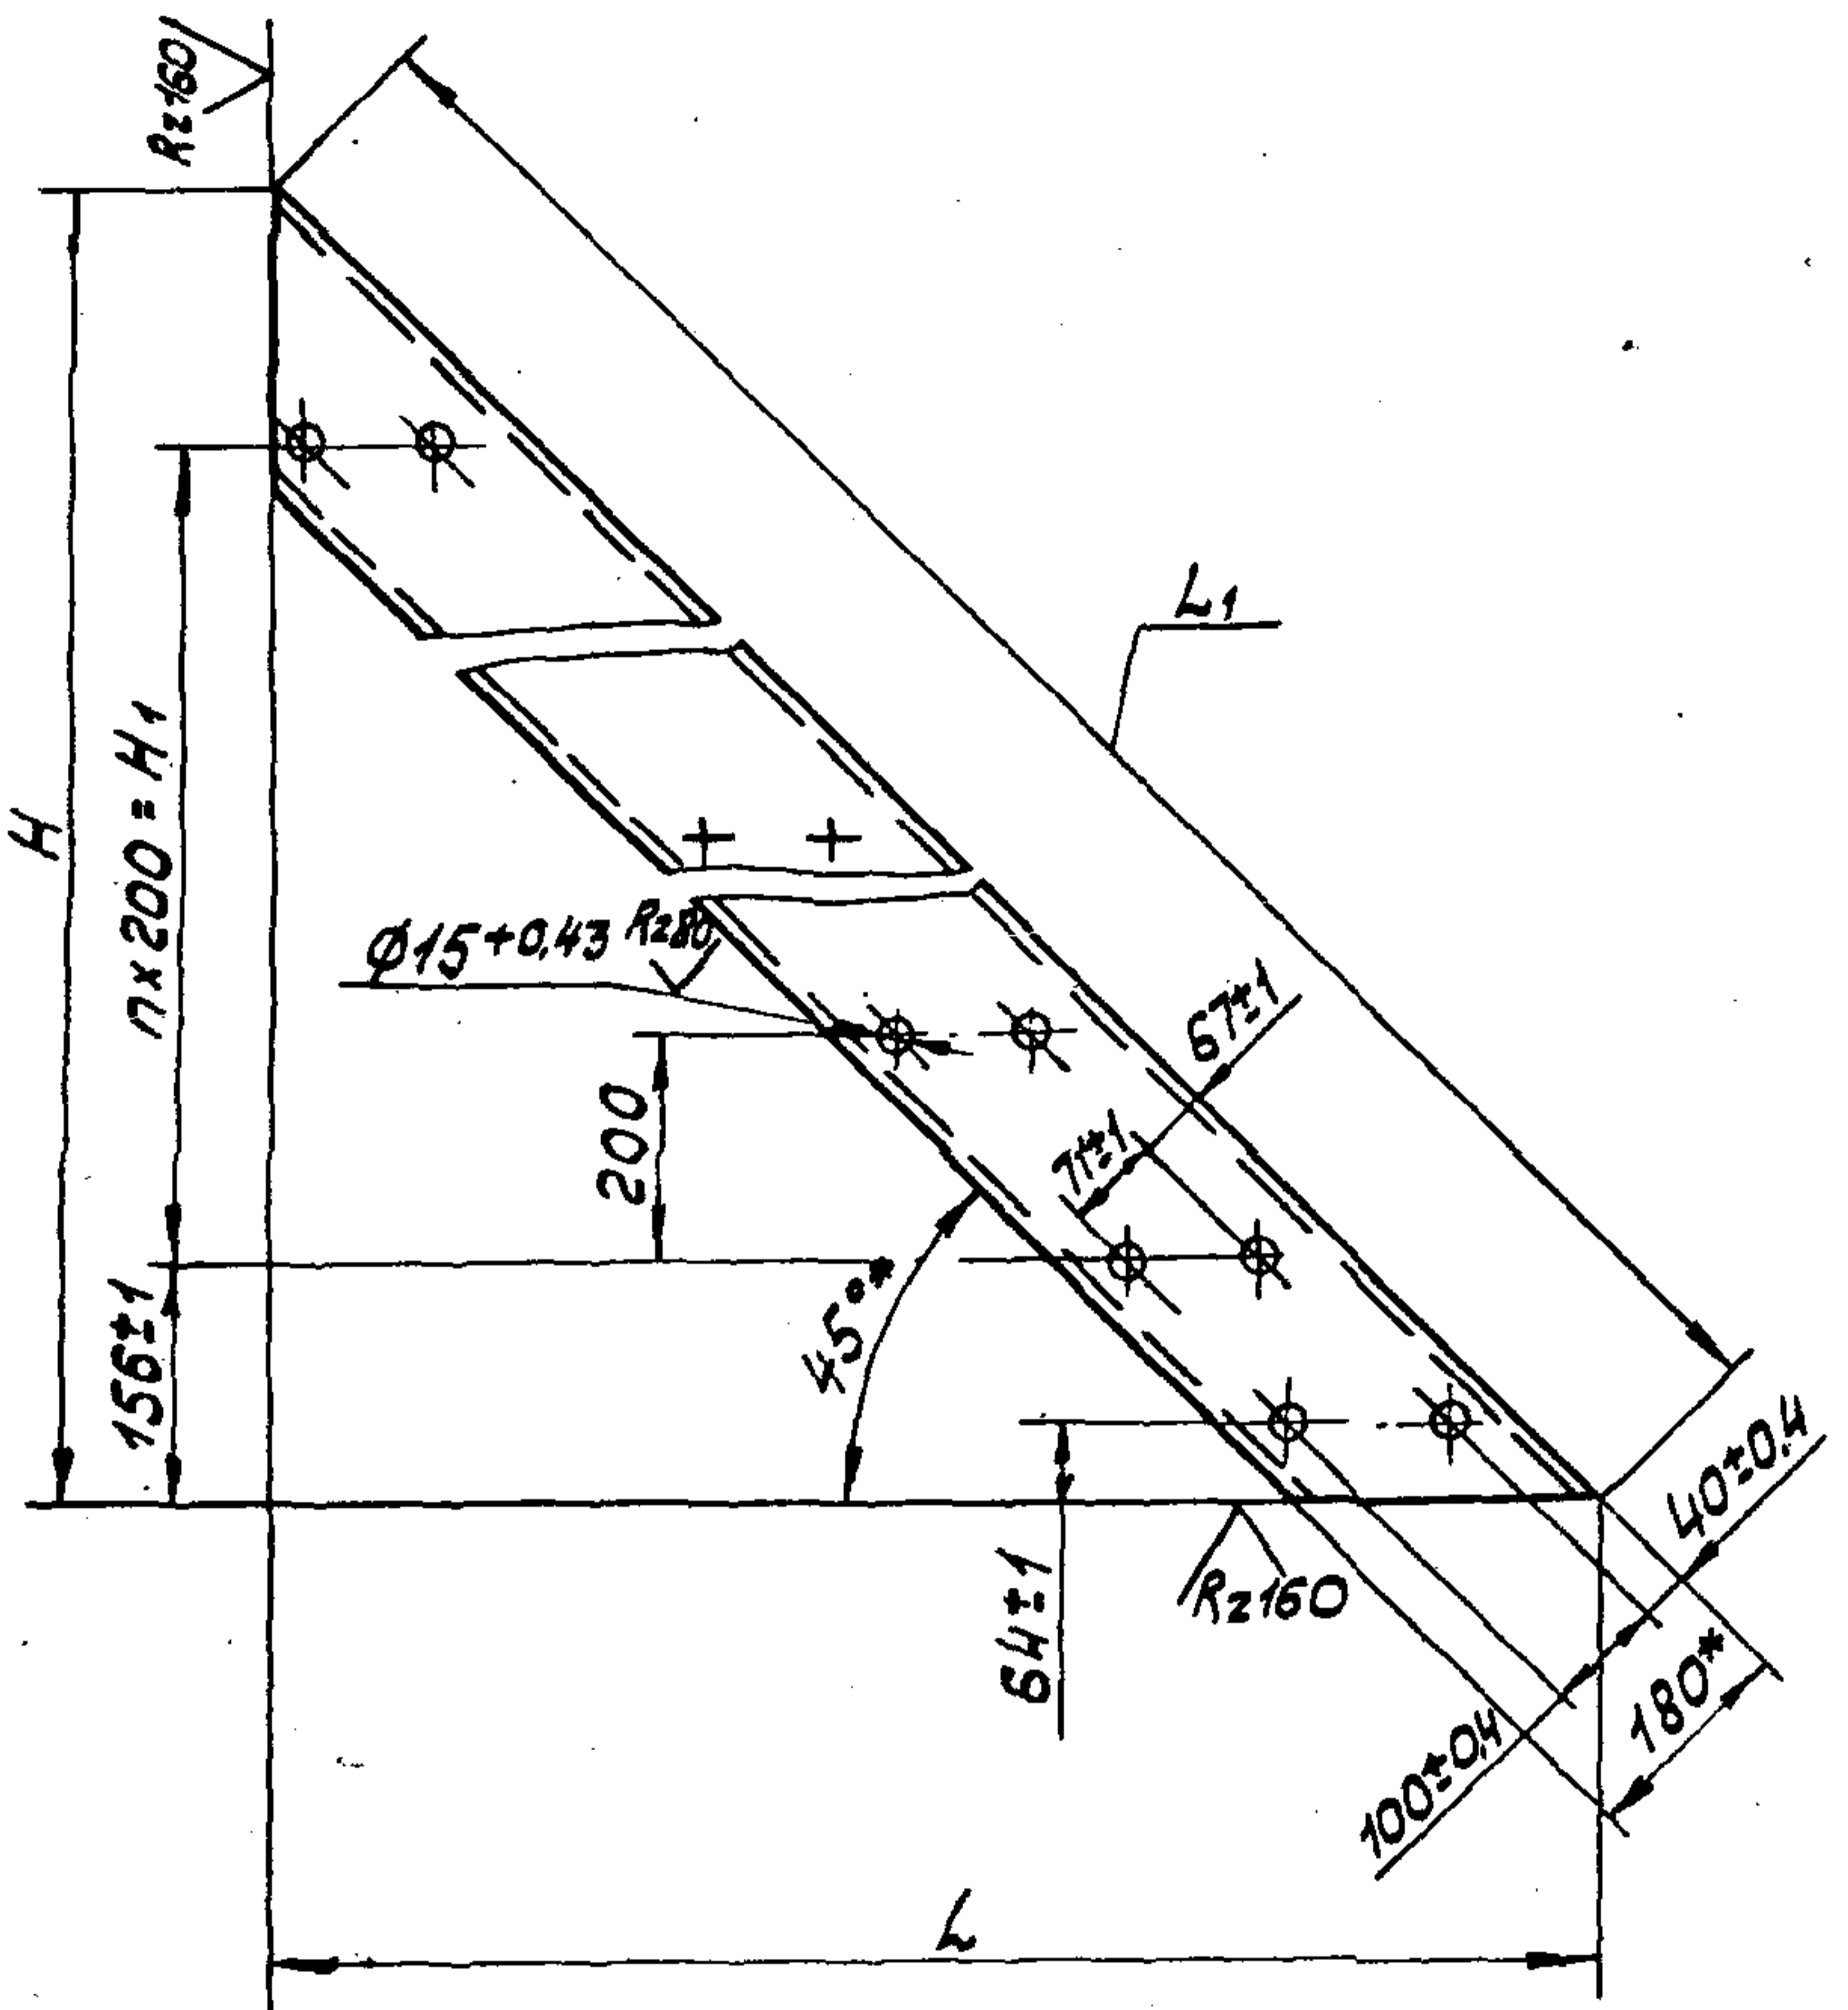 Rz160
H
n×200=H1
156±1
L1
Ø15+0,43 Rz80
200
67±1
71±1
45°*
64±1
Rz160
40±0,4
180*
100±0,4
L